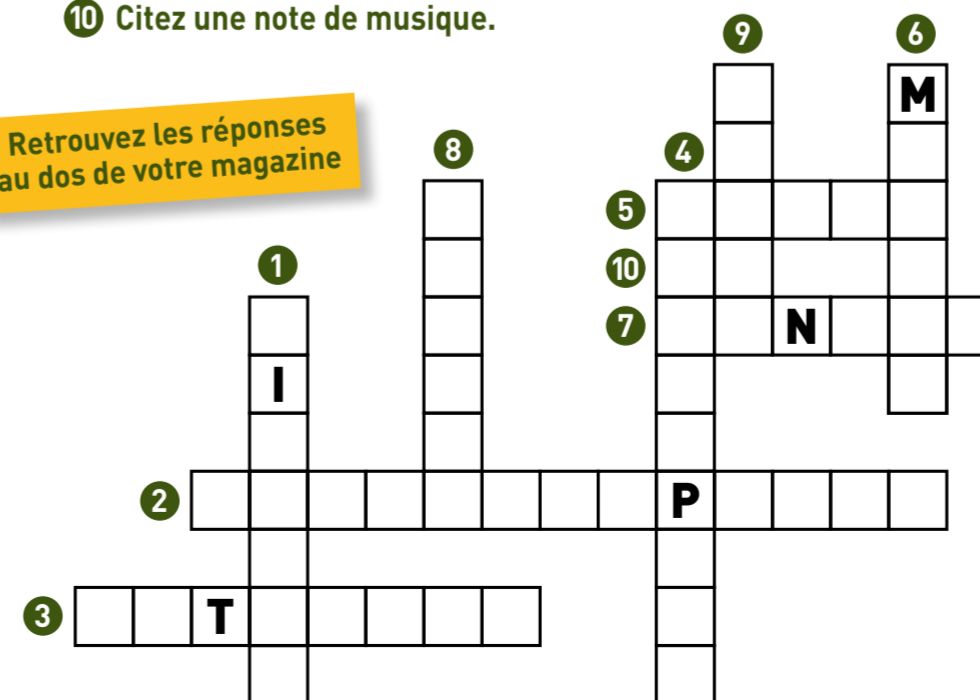 10 Citez une note de musique.
Retrouvez les réponses
au dos de votre magazine
9 6
M
8 4
5
1 10
7 N
I
2 P
3 T